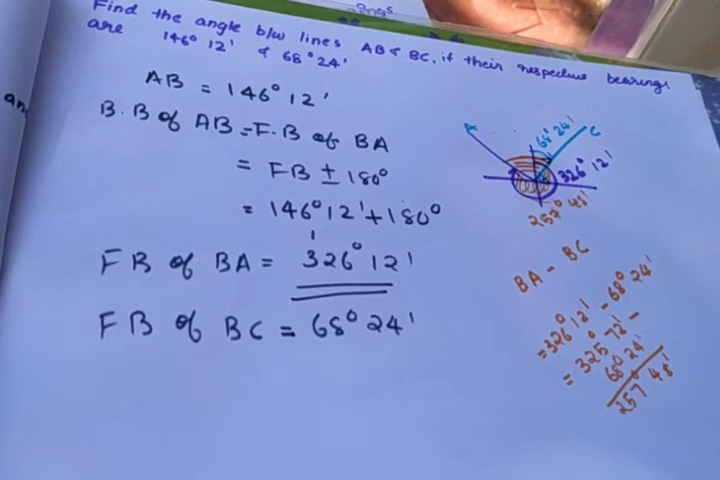 Find the angle b/w lines AB & BC, if their respective bearings
are 146° 12' & 68° 24'
AB = 146° 12'
B.B of AB = F.B of BA
= FB ± 180°
= 146° 12' + 180°
FB of BA = 326° 12'
FB of BC = 68° 24'
A
68° 24'
C
326° 12'
257° 48'
BA - BC
= 326° 12' - 68° 24'
= 325° 72' -
68° 24'
257 48'